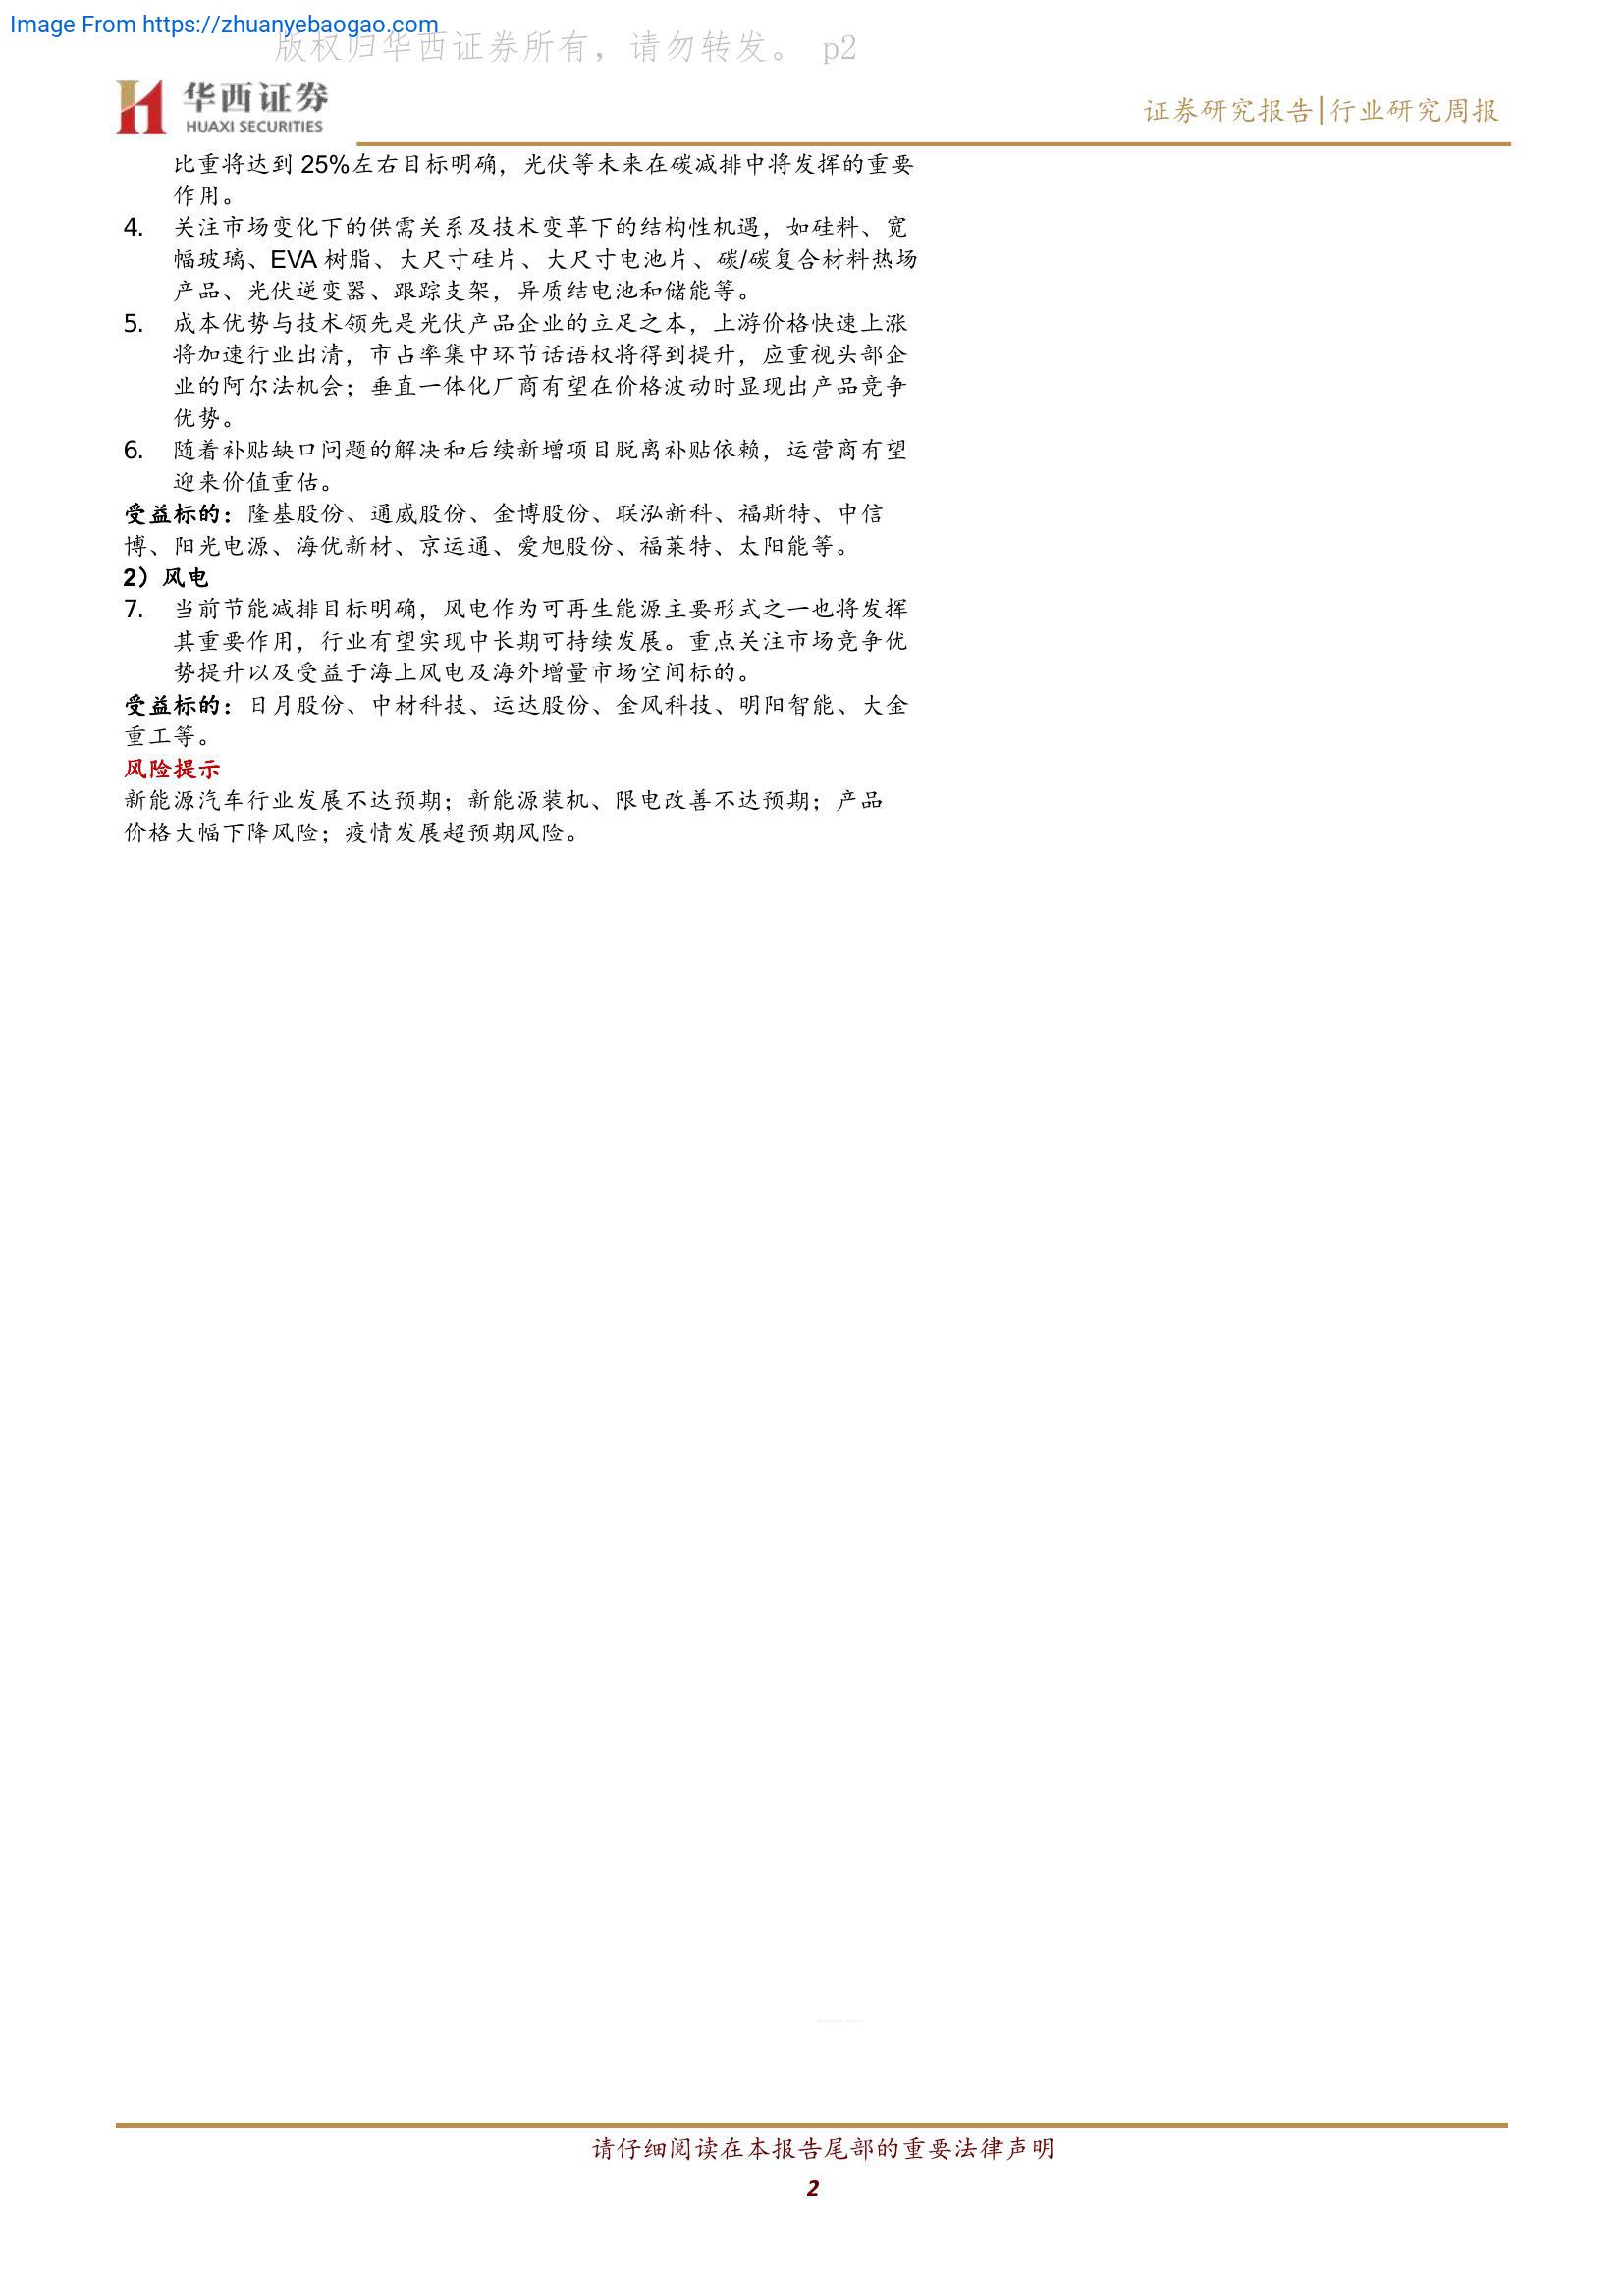 Image From https://zhuanyebaogao.com
版权归华西证券所有，请勿转发。 p2
华西证券
HUAXI SECURITIES
证券研究报告|行业研究周报
比重将达到 25%左右目标明确，光伏等未来在碳减排中将发挥的重要
作用。
4. 关注市场变化下的供需关系及技术变革下的结构性机遇，如硅料、宽
幅玻璃、EVA 树脂、大尺寸硅片、大尺寸电池片、碳/碳复合材料热场
产品、光伏逆变器、跟踪支架，异质结电池和储能等。
5. 成本优势与技术领先是光伏产品企业的立足之本，上游价格快速上涨
将加速行业出清，市占率集中环节话语权将得到提升，应重视头部企
业的阿尔法机会；垂直一体化厂商有望在价格波动时显现出产品竞争
优势。
6. 随着补贴缺口问题的解决和后续新增项目脱离补贴依赖，运营商有望
迎来价值重估。
受益标的：隆基股份、通威股份、金博股份、联泓新科、福斯特、中信
博、阳光电源、海优新材、京运通、爱旭股份、福莱特、太阳能等。
2）风电
7. 当前节能减排目标明确，风电作为可再生能源主要形式之一也将发挥
其重要作用，行业有望实现中长期可持续发展。重点关注市场竞争优
势提升以及受益于海上风电及海外增量市场空间标的。
受益标的：日月股份、中材科技、运达股份、金风科技、明阳智能、大金
重工等。
风险提示
新能源汽车行业发展不达预期；新能源装机、限电改善不达预期；产品
价格大幅下降风险；疫情发展超预期风险。
请仔细阅读在本报告尾部的重要法律声明
2